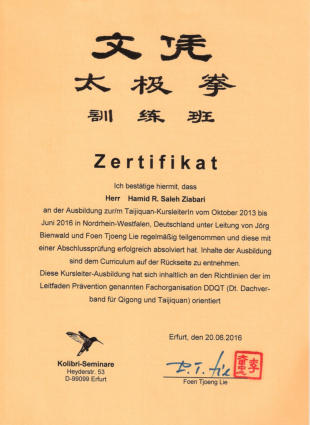 文凭
太极拳
訓练班
Zertifikat
Ich bestätige hiermit, dass
Herr Hamid R. Saleh Ziabari
an der Ausbildung zur/m Taijiquan-KursleiterIn vom Oktober 2013 bis
Juni 2016 in Nordrhein-Westfalen, Deutschland unter Leitung von Jörg
Bienwald und Foen Tjoeng Lie regelmäßig teilgenommen und diese mit
einer Abschlussprüfung erfolgreich absolviert hat. Inhalte der Ausbildung
sind dem Curriculum auf der Rückseite zu entnehmen.
Diese Kursleiter-Ausbildung hat sich inhaltlich an den Richtlinien der im
Leitfaden Prävention genannten Fachorganisation DDQT (Dt. Dachver-
band für Qigong und Taijiquan) orientiert
Erfurt, den 20.06.2016
Kolibri-Seminare
Heyderstr. 53
D-99099 Erfurt
Foen Tjoeng Lie